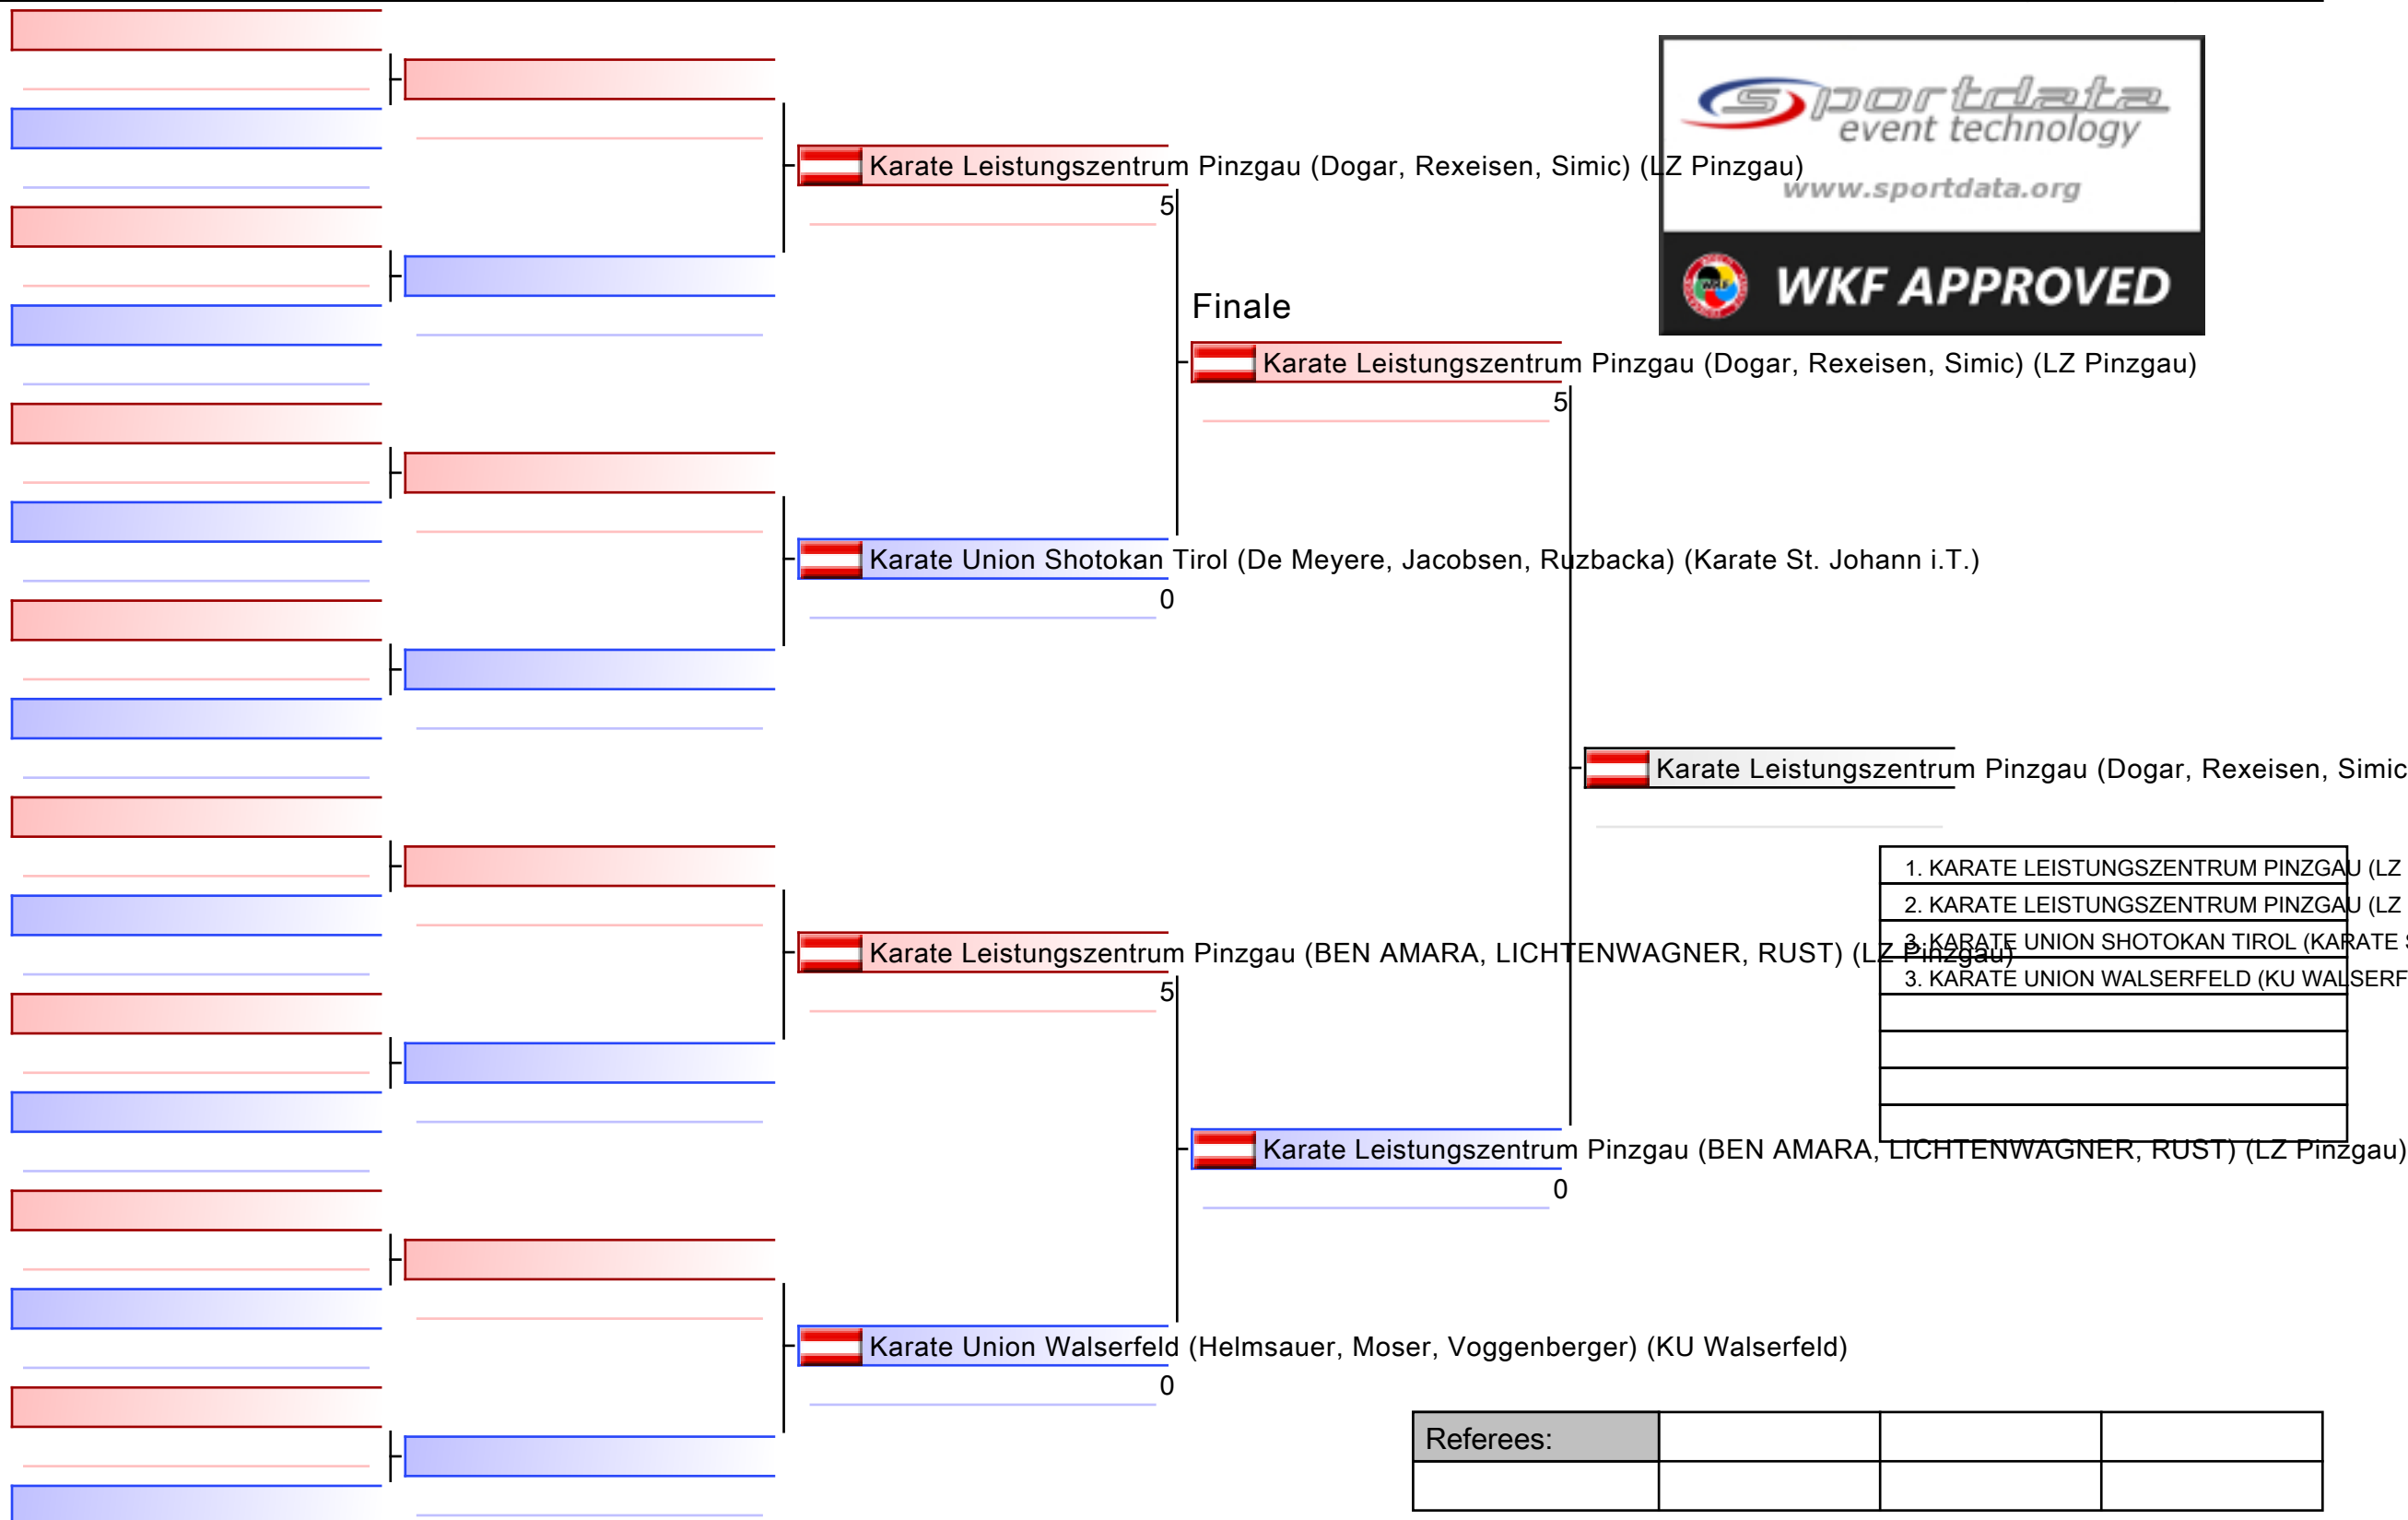 sportdata
event technology
www.sportdata.org
WKF APPROVED
Karate Leistungszentrum Pinzgau (Dogar, Rexeisen, Simic) (LZ Pinzgau)
5
Finale
Karate Leistungszentrum Pinzgau (Dogar, Rexeisen, Simic) (LZ Pinzgau)
5
Karate Union Shotokan Tirol (De Meyere, Jacobsen, Ruzbacka) (Karate St. Johann i.T.)
0
Karate Leistungszentrum Pinzgau (Dogar, Rexeisen, Simic
1. KARATE LEISTUNGSZENTRUM PINZGAU (LZ
2. KARATE LEISTUNGSZENTRUM PINZGAU (LZ
3. KARATE UNION SHOTOKAN TIROL (KARATE S
3. KARATE UNION WALSERFELD (KU WALSERF
Karate Leistungszentrum Pinzgau (BEN AMARA, LICHTENWAGNER, RUST) (LZ Pinzgau)
5
Karate Leistungszentrum Pinzgau (BEN AMARA, LICHTENWAGNER, RUST) (LZ Pinzgau)
0
Karate Union Walserfeld (Helmsauer, Moser, Voggenberger) (KU Walserfeld)
0
Referees: